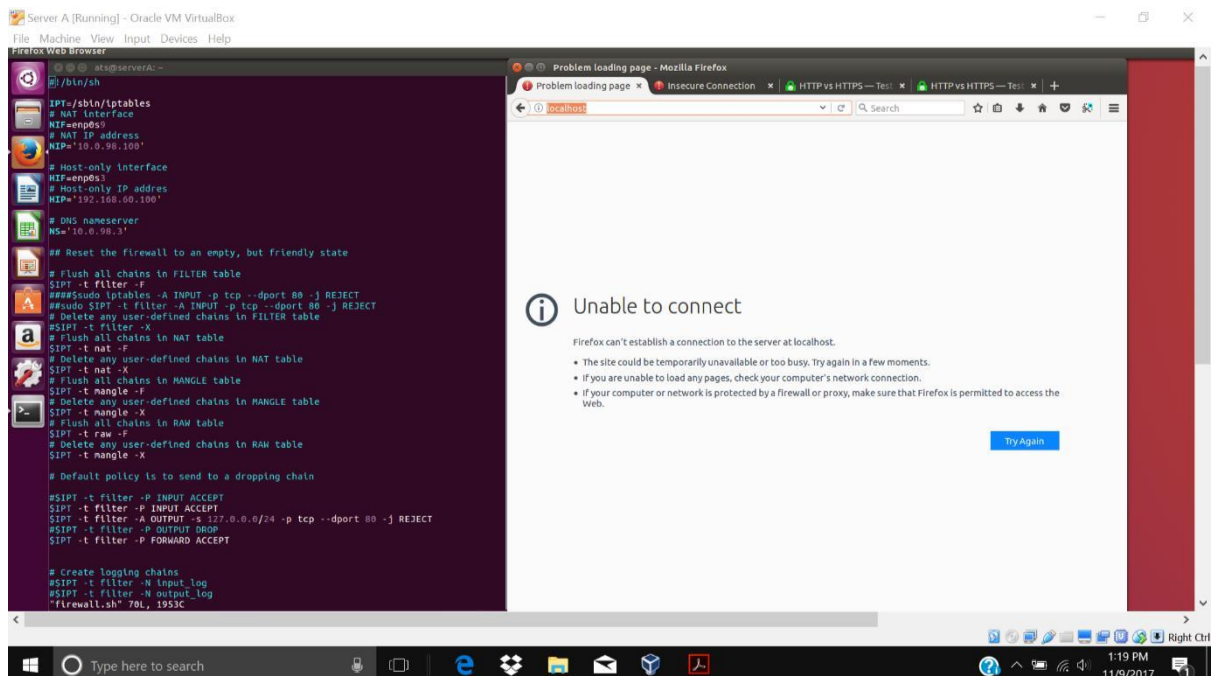 Server A [Running] - Oracle VM VirtualBox
File Machine View Input Devices Help
Firefox Web Browser
ats@serverA: ~
#!/bin/sh
IPT=/sbin/iptables
# NAT interface
NIF=enp0s9
# NAT IP address
NIP='10.0.98.100'
# Host-only interface
HIF=enp0s3
# Host-only IP addres
HIP='192.168.60.100'
# DNS nameserver
NS='10.0.98.3'
## Reset the firewall to an empty, but friendly state
# Flush all chains in FILTER table
$IPT -t filter -F
####$sudo iptables -A INPUT -p tcp --dport 80 -j REJECT
##sudo $IPT -t filter -A INPUT -p tcp --dport 80 -j REJECT
# Delete any user-defined chains in FILTER table
#$IPT -t filter -X
# Flush all chains in NAT table
$IPT -t nat -F
# Delete any user-defined chains in NAT table
$IPT -t nat -X
# Flush all chains in MANGLE table
$IPT -t mangle -F
# Delete any user-defined chains in MANGLE table
$IPT -t mangle -X
# Flush all chains in RAW table
$IPT -t raw -F
# Delete any user-defined chains in RAW table
$IPT -t mangle -X
# Default policy is to send to a dropping chain
#$IPT -t filter -P INPUT ACCEPT
$IPT -t filter -P INPUT ACCEPT
$IPT -t filter -A OUTPUT -s 127.0.0.0/24 -p tcp --dport 80 -j REJECT
#$IPT -t filter -P OUTPUT DROP
$IPT -t filter -P FORWARD ACCEPT
# Create logging chains
#$IPT -t filter -N input_log
#$IPT -t filter -N output_log
"firewall.sh" 70L, 1953C
Problem loading page - Mozilla Firefox
Problem loading page Insecure Connection HTTP vs HTTPS — Test HTTP vs HTTPS — Test
localhost
Search
Unable to connect
Firefox can't establish a connection to the server at localhost.
• The site could be temporarily unavailable or too busy. Try again in a few moments.
• If you are unable to load any pages, check your computer's network connection.
• If your computer or network is protected by a firewall or proxy, make sure that Firefox is permitted to access the
Web.
Try Again
Right Ctrl
Type here to search
1:19 PM
11/9/2017